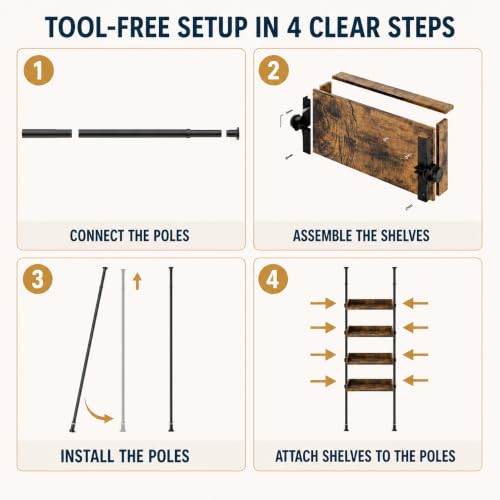 TOOL-FREE SETUP IN 4 CLEAR STEPS
1
CONNECT THE POLES
2
ASSEMBLE THE SHELVES
3
INSTALL THE POLES
4
ATTACH SHELVES TO THE POLES